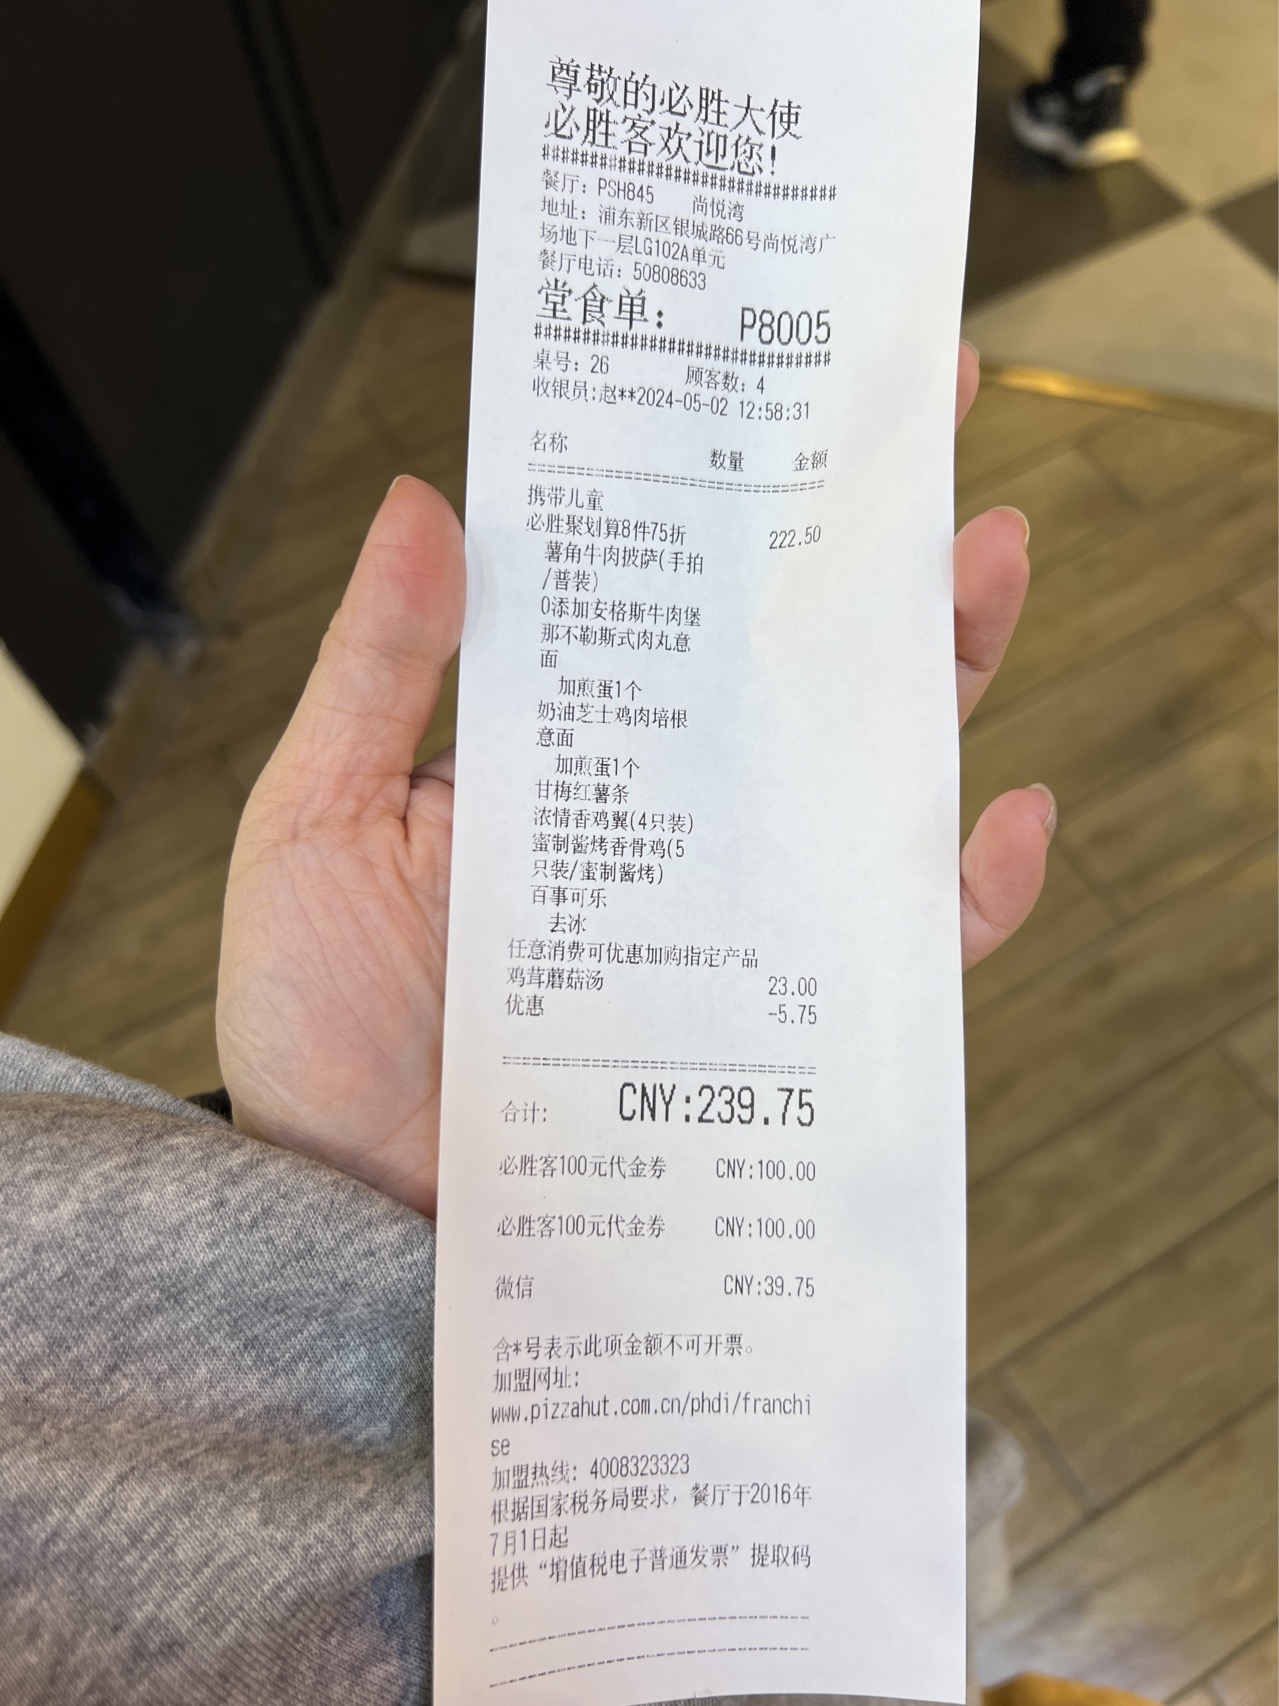 尊敬的必胜大使
必胜客欢迎您!
###################################
餐厅: PSH845 尚悦湾
地址: 浦东新区银城路66号尚悦湾广
场地下一层LG102A单元
餐厅电话: 50808633
堂食单: P8005
###################################
桌号: 26 顾客数: 4
收银员:赵**2024-05-02 12:58:31
名称 数量 金额
携带儿童
必胜聚划算8件75折 222.50
薯角牛肉披萨(手拍
/普装)
0添加安格斯牛肉堡
那不勒斯式肉丸意
面
加煎蛋1个
奶油芝士鸡肉培根
意面
加煎蛋1个
甘梅红薯条
浓情香鸡翼(4只装)
蜜制酱烤香骨鸡(5
只装/蜜制酱烤)
百事可乐
去冰
任意消费可优惠加购指定产品
鸡茸蘑菇汤 23.00
优惠 -5.75
合计: CNY:239.75
必胜客100元代金券 CNY:100.00
必胜客100元代金券 CNY:100.00
微信 CNY:39.75
含*号表示此项金额不可开票。
加盟网址:
www.pizzahut.com.cn/phdi/franchi
se
加盟热线: 4008323323
根据国家税务局要求，餐厅于2016年
7月1日起
提供“增值税电子普通发票”提取码
。